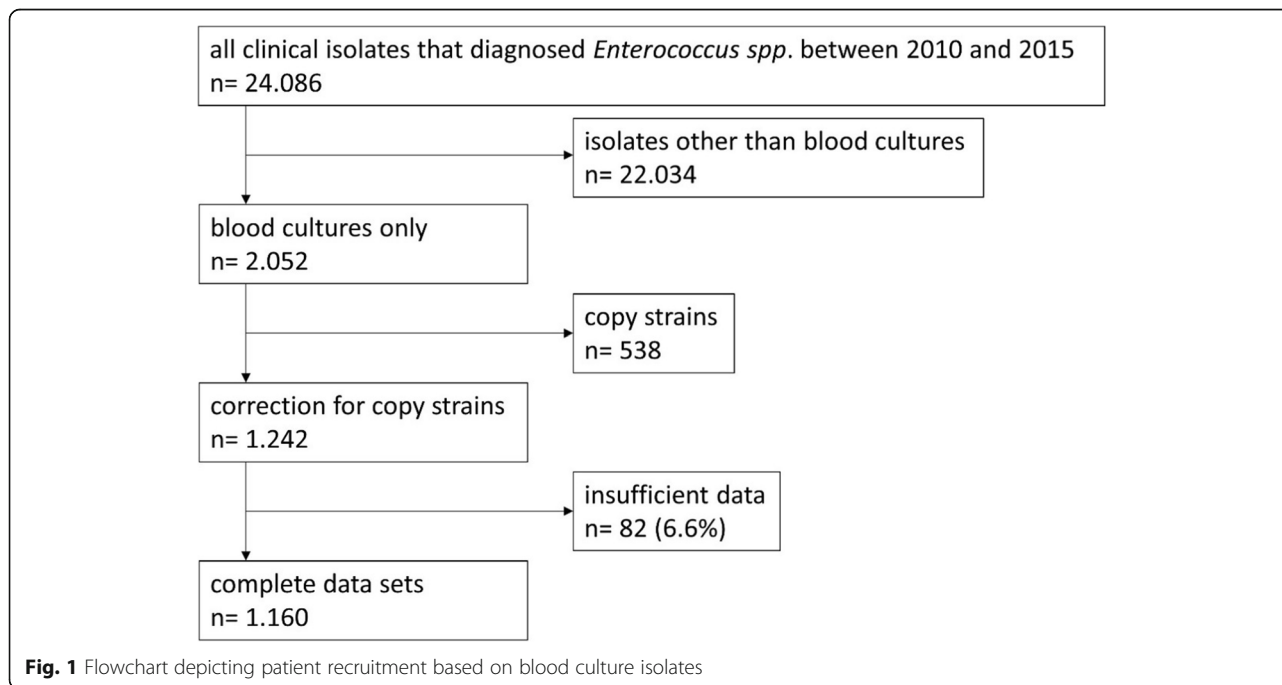 all clinical isolates that diagnosed Enterococcus spp. between 2010 and 2015
n= 24.086
isolates other than blood cultures
n= 22.034
blood cultures only
n= 2.052
copy strains
n= 538
correction for copy strains
n= 1.242
insufficient data
n= 82 (6.6%)
complete data sets
n= 1.160
Fig. 1 Flowchart depicting patient recruitment based on blood culture isolates